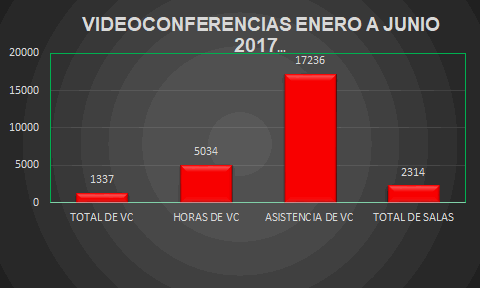 VIDEOCONFERENCIAS ENERO A JUNIO
2017...
20000
15000
10000
5000
0
1337
5034
17236
2314
TOTAL DE VC
HORAS DE VC
ASISTENCIA DE VC
TOTAL DE SALAS